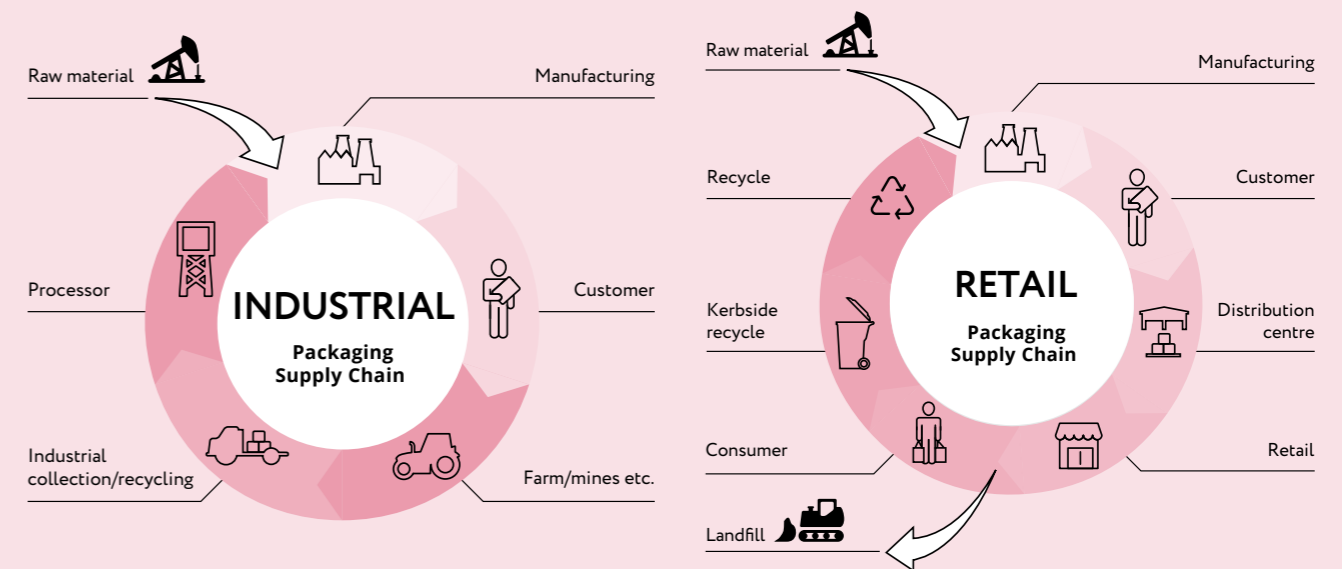 Raw material
Manufacturing
Processor
Customer
INDUSTRIAL
Packaging
Supply Chain
Industrial
collection/recycling
Farm/mines etc.
Raw material
Manufacturing
Recycle
Customer
Kerbside
recycle
Distribution
centre
RETAIL
Packaging
Supply Chain
Consumer
Retail
Landfill